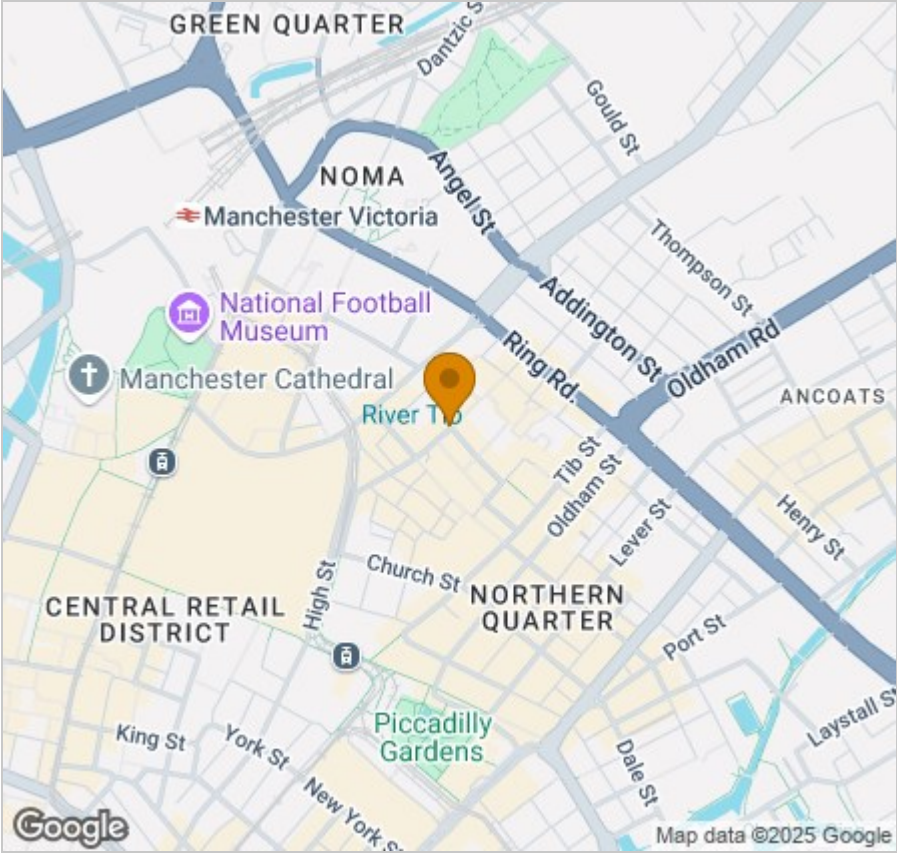 GREEN QUARTER
Dantzic S
Gould St
NOMA
Angel St
Manchester Victoria
Thompson St
National Football
Museum
Addington St
Oldham Rd
Ring Rd.
Manchester Cathedral
ANCOATS
River Tib
Tib St
Oldham St
Lever St
Henry St
Church St
High St
NORTHERN
QUARTER
CENTRAL RETAIL
DISTRICT
Port St
Piccadilly
Gardens
Laystall St
King St
York St
Dale St
New York S
Google
Map data ©2025 Google